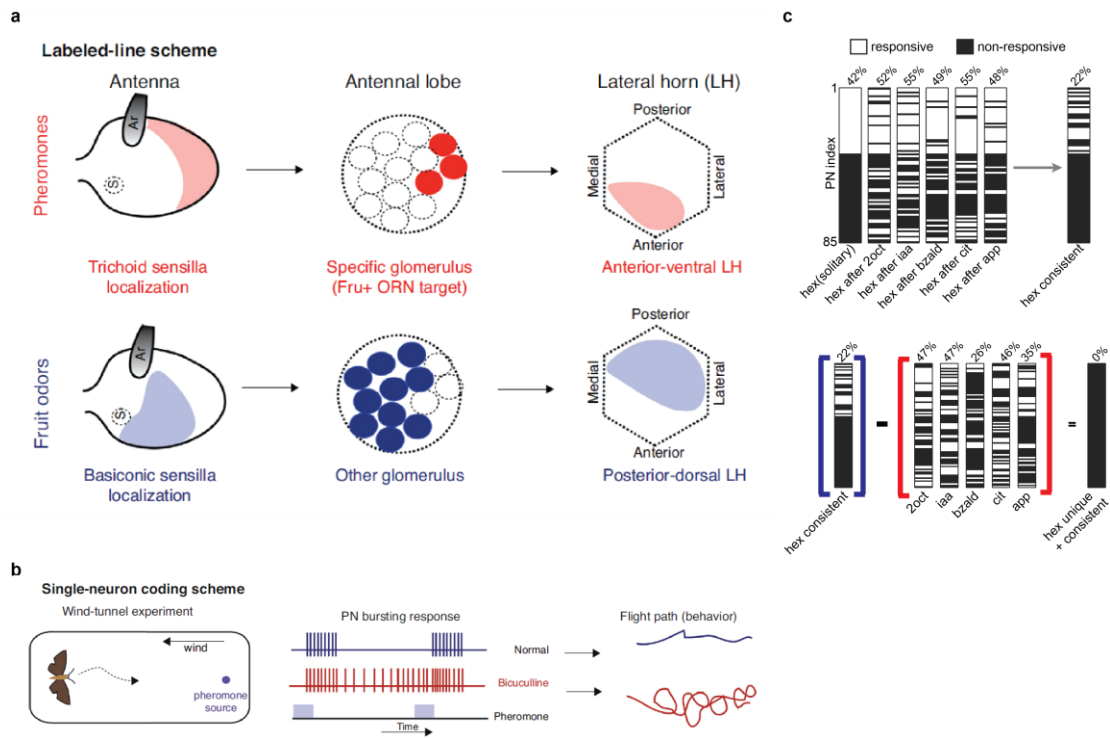 a
Labeled-line scheme
Antenna
Antennal lobe
Lateral horn (LH)
Pheromones
Ar
S
Posterior
Medial
Lateral
Anterior
Trichoid sensilla
localization
Specific glomerulus
(Fru+ ORN target)
Anterior-ventral LH
Fruit odors
Ar
S
Posterior
Medial
Lateral
Anterior
Basiconic sensilla
localization
Other glomerulus
Posterior-dorsal LH
b
Single-neuron coding scheme
Wind-tunnel experiment
wind
pheromone
source
PN bursting response
Normal
Bicuculline
Pheromone
Time
Flight path (behavior)
c
responsive
non-responsive
42%
52%
55%
49%
55%
48%
22%
1
PN index
85
hex(solitary)
hex after 2oct
hex after iaa
hex after bzald
hex after cit
hex after app
hex consistent
22%
47%
47%
26%
46%
35%
0%
-
=
hex consistent
2oct
iaa
bzald
cit
app
hex unique
+ consistent